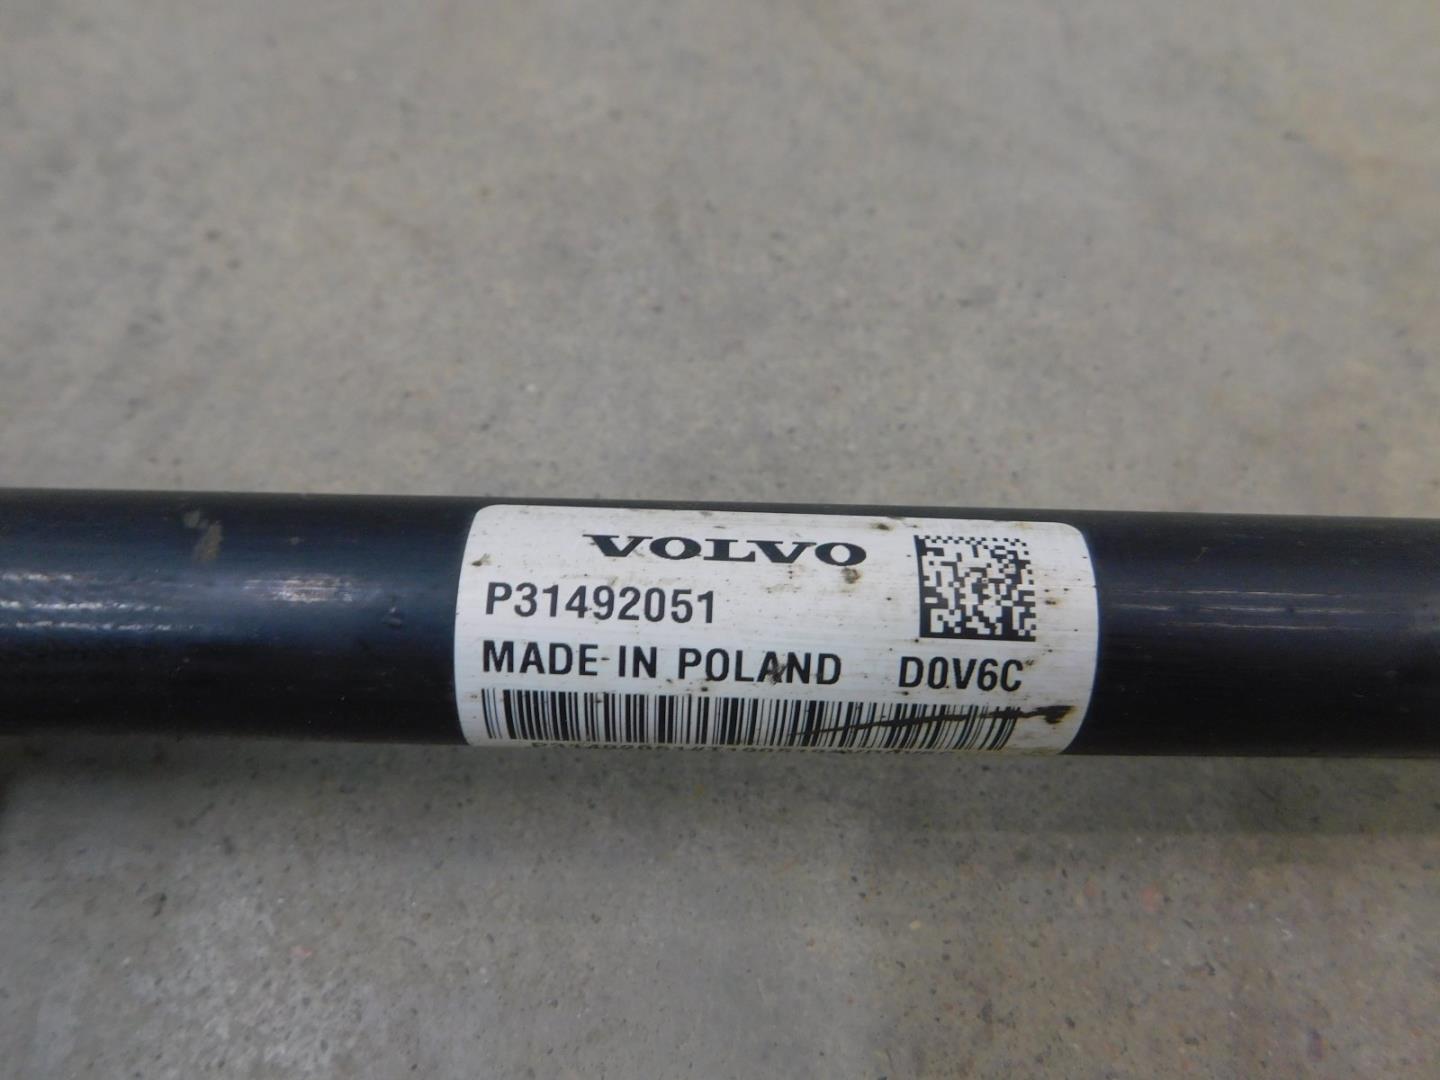 VOLVO
P31492051
MADE IN POLAND D0V6C